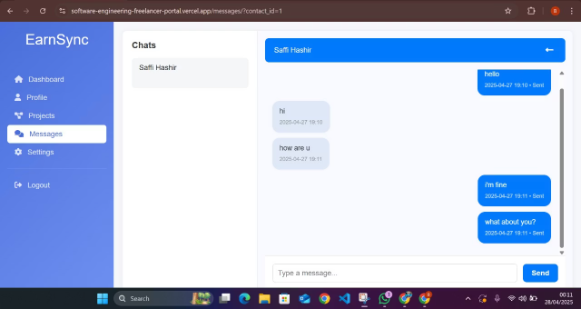 software-engineering-freelancer-portal.vercel.app/messages/?contact_id=1
EarnSync
Dashboard
Profile
Projects
Messages
Settings
Logout
Chats
Saffi Hashir
Saffi Hashir
hello
2025-04-27 19:10 • Sent
hi
2025-04-27 19:10
how are u
2025-04-27 19:11
i'm fine
2025-04-27 19:11 • Sent
what about you?
2025-04-27 19:11 • Sent
Type a message...
Send
Search
00:11
28/04/2025